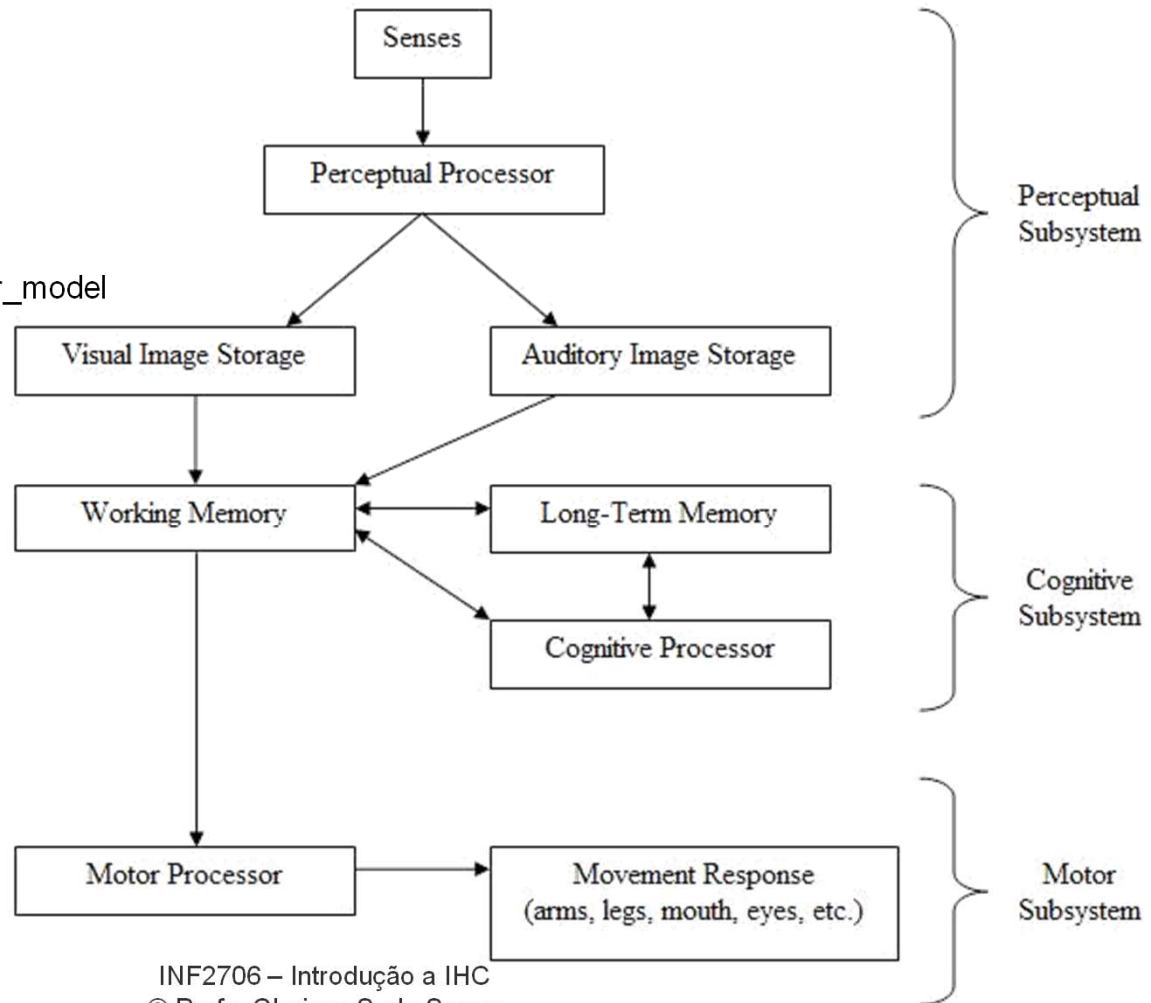 Senses
Perceptual Processor
Perceptual
Subsystem
r_model
Visual Image Storage
Auditory Image Storage
Working Memory
Long-Term Memory
Cognitive
Subsystem
Cognitive Processor
Motor Processor
Movement Response
(arms, legs, mouth, eyes, etc.)
Motor
Subsystem
INF2706 – Introdução a IHC